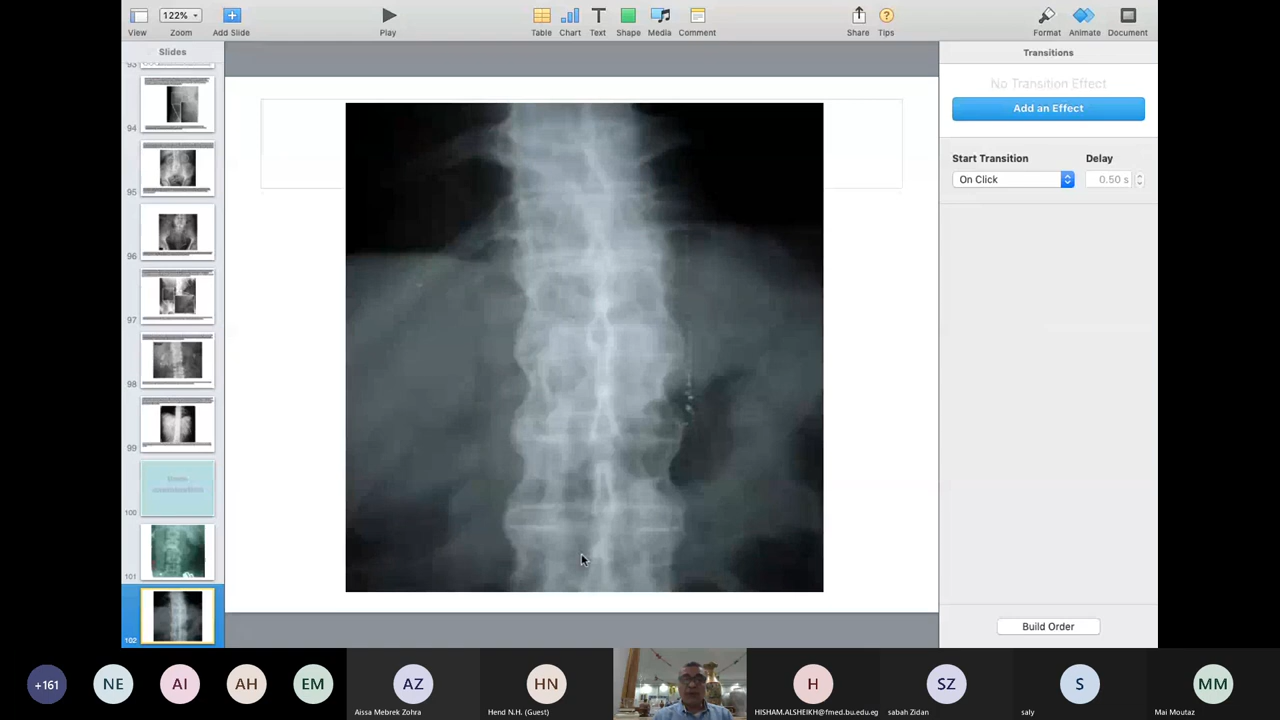 122%
View
Zoom
Add Slide
Play
Table
Chart
Text
Shape
Media
Comment
Share
Tips
Format
Animate
Document
Slides
Transitions
No Transition Effect
Add an Effect
Start Transition
Delay
On Click
0.50 s
93
94
95
96
97
98
99
100
101
102
Build Order
+161
NE
AI
AH
EM
AZ
HN
H
SZ
S
MM
Aissa Mebrek Zohra
Hend N.H. (Guest)
HISHAM.ALSHEIKH@fmed.bu.edu.eg
sabah Zidan
saly
Mai Moutaz